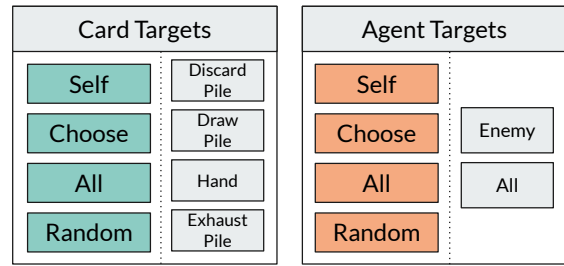 Card Targets
Self
Choose
All
Random
Discard
Pile
Draw
Pile
Hand
Exhaust
Pile
Agent Targets
Self
Choose
All
Random
Enemy
All